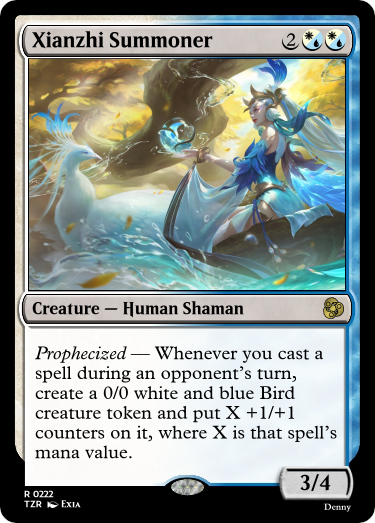 Xianzhi Summoner 2
Creature — Human Shaman
Prophecized — Whenever you cast a
spell during an opponent's turn,
create a 0/0 white and blue Bird
creature token and put X +1/+1
counters on it, where X is that spell's
mana value.
3/4
R 0222
TZR Exia
Denny